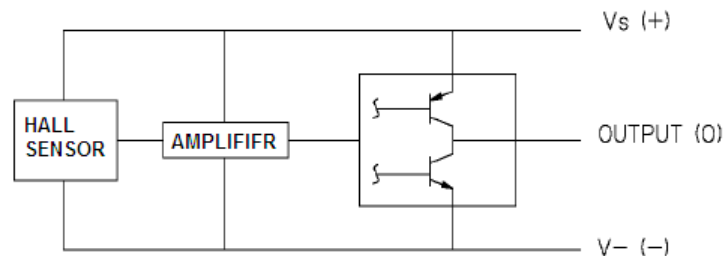 Vs (+)
HALL
SENSOR
AMPLIFIFR
OUTPUT (O)
V- (-)